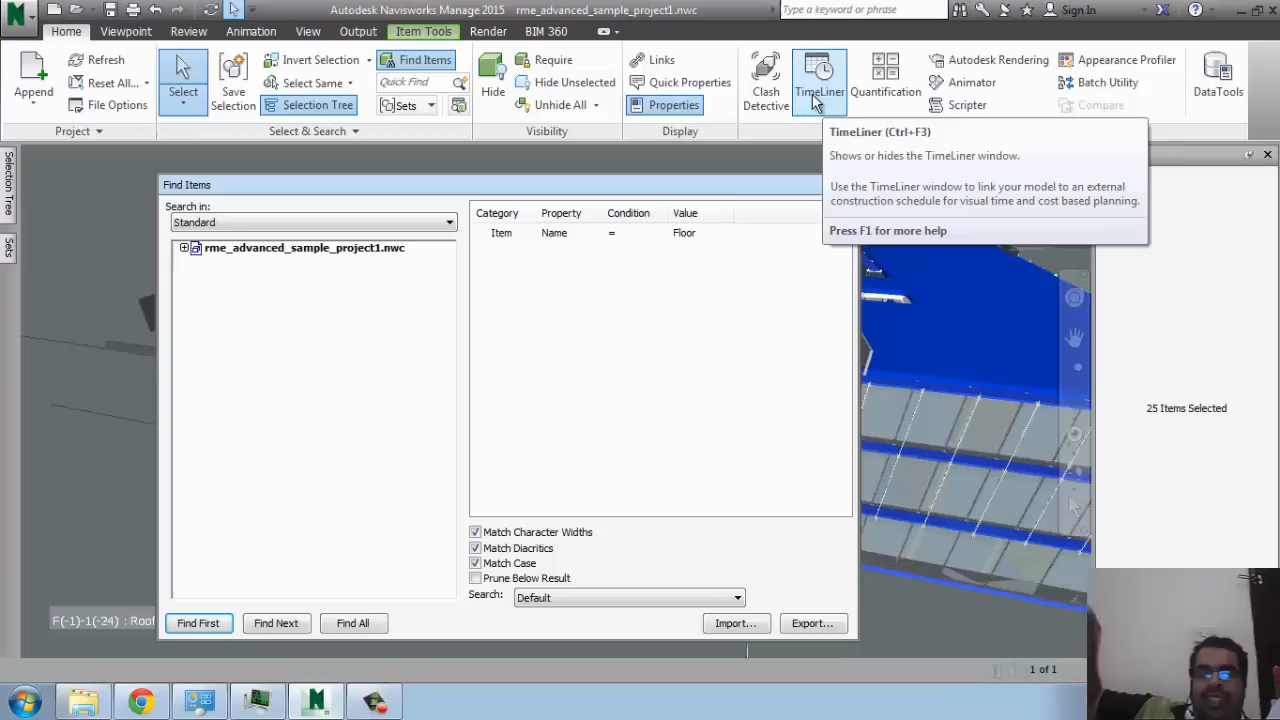 Autodesk Navisworks Manage 2015 rme_advanced_sample_project1.nwc
Type a keyword or phrase
Sign In
Home Viewpoint Review Animation View Output Item Tools Render BIM 360
Append
Refresh
Reset All...
File Options
Project
Select
Save Selection
Invert Selection
Select Same
Selection Tree
Find Items
Quick Find
Sets
Select & Search
Hide
Require
Hide Unselected
Unhide All
Visibility
Links
Quick Properties
Properties
Display
Clash Detective
TimeLiner
Quantification
Autodesk Rendering
Animator
Scripter
Appearance Profiler
Batch Utility
Compare
DataTools
TimeLiner (Ctrl+F3)
Shows or hides the TimeLiner window.
Use the TimeLiner window to link your model to an external
construction schedule for visual time and cost based planning.
Press F1 for more help
Selection Tree
Sets
Find Items
Search in:
Standard
rme_advanced_sample_project1.nwc
Category Property Condition Value
Item Name = Floor
Match Character Widths
Match Diacritics
Match Case
Prune Below Result
Search: Default
Find First Find Next Find All Import... Export...
25 Items Selected
F(-1)-1(-24) : Roof
1 of 1